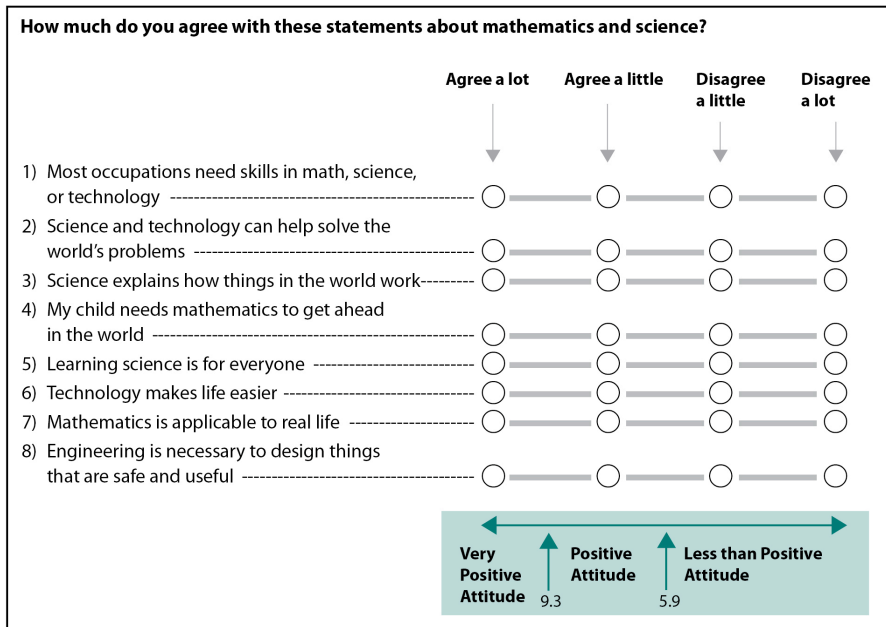 How much do you agree with these statements about mathematics and science?
Agree a lot
Agree a little
Disagree
a little
Disagree
a lot
1) Most occupations need skills in math, science,
or technology
2) Science and technology can help solve the
world’s problems
3) Science explains how things in the world work
4) My child needs mathematics to get ahead
in the world
5) Learning science is for everyone
6) Technology makes life easier
7) Mathematics is applicable to real life
8) Engineering is necessary to design things
that are safe and useful
Very
Positive
Attitude
9.3
Positive
Attitude
5.9
Less than Positive
Attitude